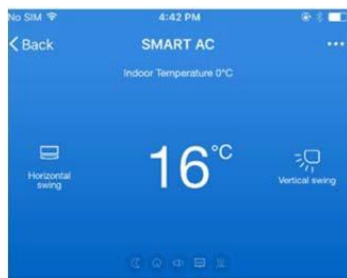 No SIM 4:42 PM
Back SMART AC ...
Indoor Temperature 0°C
16°C
Horizontal
swing
Vertical swing